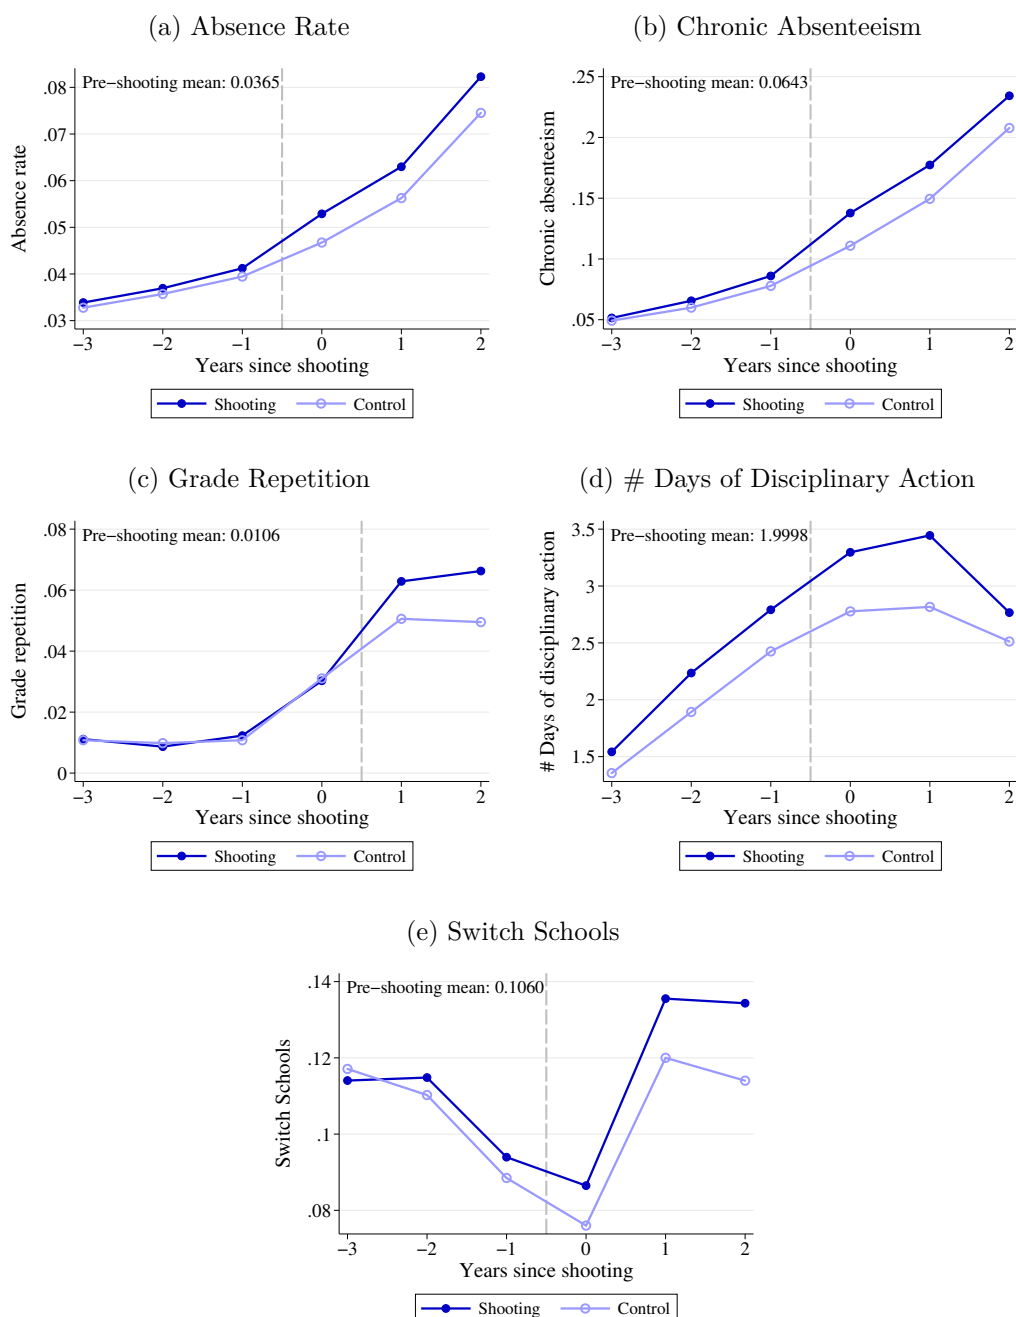 (a) Absence Rate
Pre−shooting mean: 0.0365
.08
.07
.06
.05
.04
.03
Absence rate
−3 −2 −1 0 1 2
Years since shooting
Shooting Control
(b) Chronic Absenteeism
Pre−shooting mean: 0.0643
.25
.2
.15
.1
.05
Chronic absenteeism
−3 −2 −1 0 1 2
Years since shooting
Shooting Control
(c) Grade Repetition
Pre−shooting mean: 0.0106
.08
.06
.04
.02
0
Grade repetition
−3 −2 −1 0 1 2
Years since shooting
Shooting Control
(d) # Days of Disciplinary Action
Pre−shooting mean: 1.9998
3.5
3
2.5
2
1.5
# Days of disciplinary action
−3 −2 −1 0 1 2
Years since shooting
Shooting Control
(e) Switch Schools
Pre−shooting mean: 0.1060
.14
.12
.1
.08
Switch Schools
−3 −2 −1 0 1 2
Years since shooting
Shooting Control